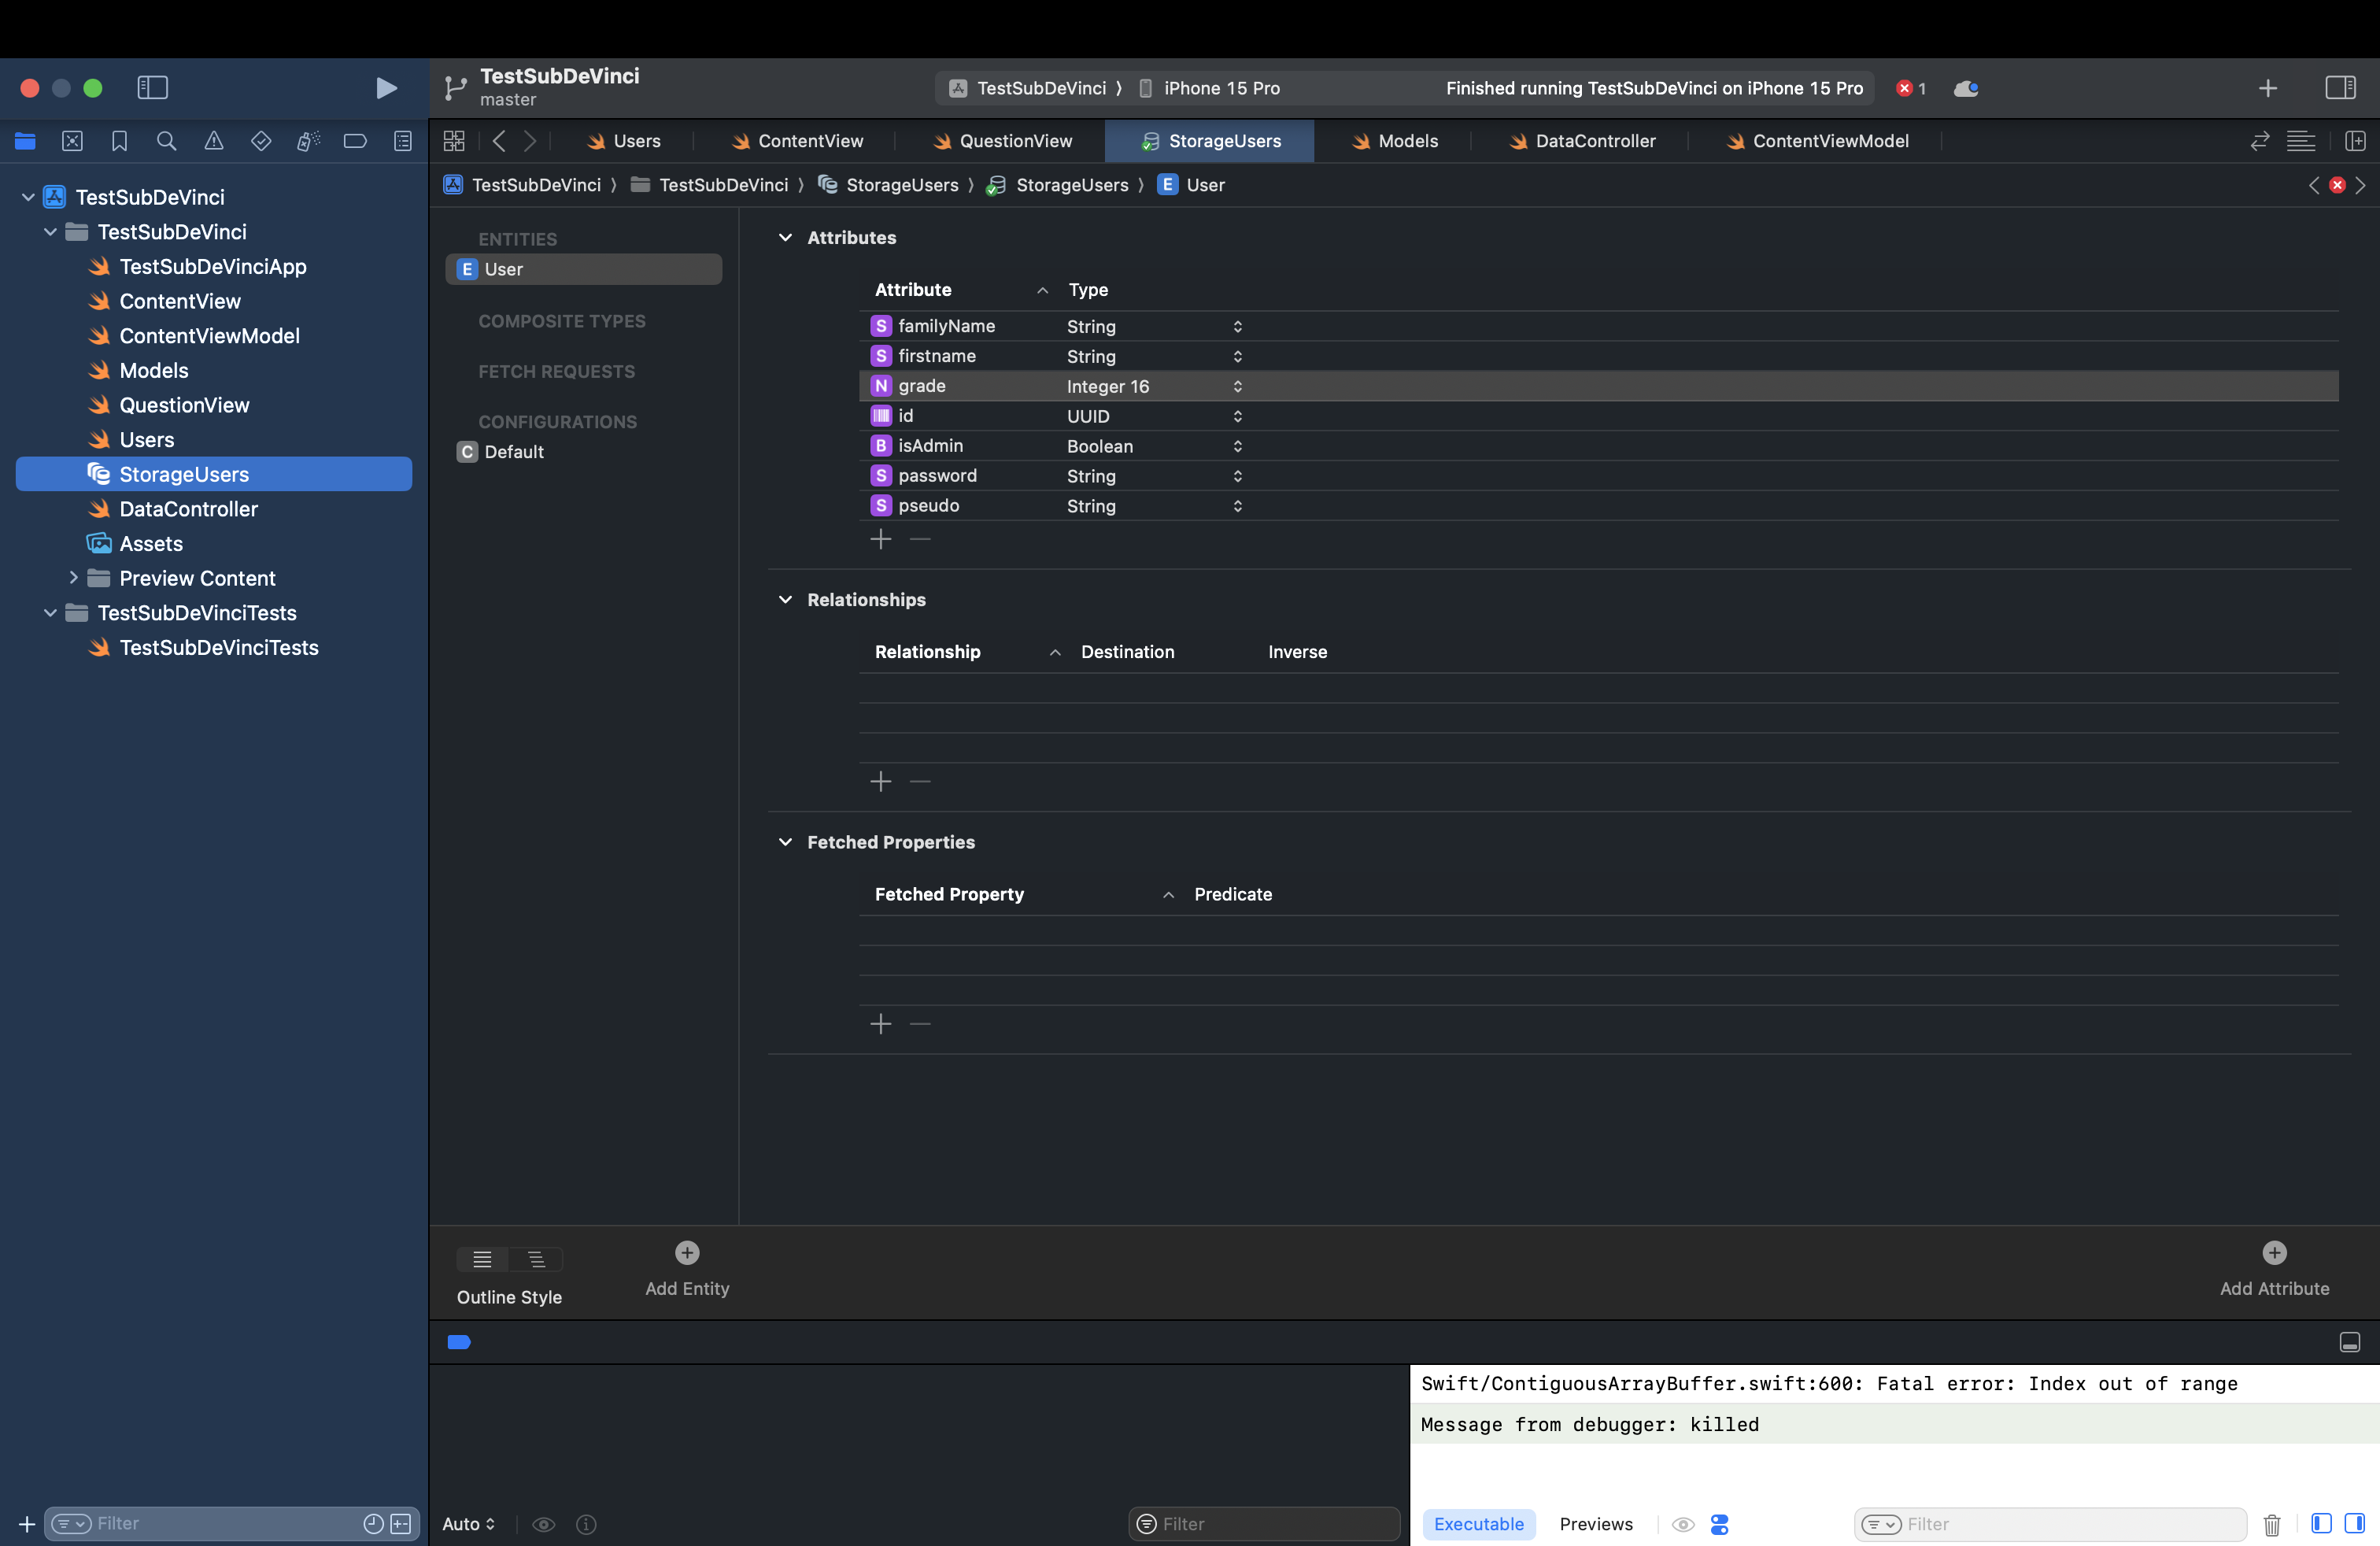 TestSubDeVinci
master
TestSubDeVinci ⟩ iPhone 15 Pro
Finished running TestSubDeVinci on iPhone 15 Pro
1
Users
ContentView
QuestionView
StorageUsers
Models
DataController
ContentViewModel
TestSubDeVinci ⟩ TestSubDeVinci ⟩ StorageUsers ⟩ StorageUsers ⟩ E User
TestSubDeVinci
TestSubDeVinci
TestSubDeVinciApp
ContentView
ContentViewModel
Models
QuestionView
Users
StorageUsers
DataController
Assets
Preview Content
TestSubDeVinciTests
TestSubDeVinciTests
Filter
ENTITIES
E User
COMPOSITE TYPES
FETCH REQUESTS
CONFIGURATIONS
C Default
Attributes
Attribute Type
S familyName String
S firstname String
N grade Integer 16
id UUID
B isAdmin Boolean
S password String
S pseudo String
Relationships
Relationship Destination Inverse
Fetched Properties
Fetched Property Predicate
Outline Style
Add Entity
Add Attribute
Auto
Filter
Swift/ContiguousArrayBuffer.swift:600: Fatal error: Index out of range
Message from debugger: killed
Executable
Previews
Filter